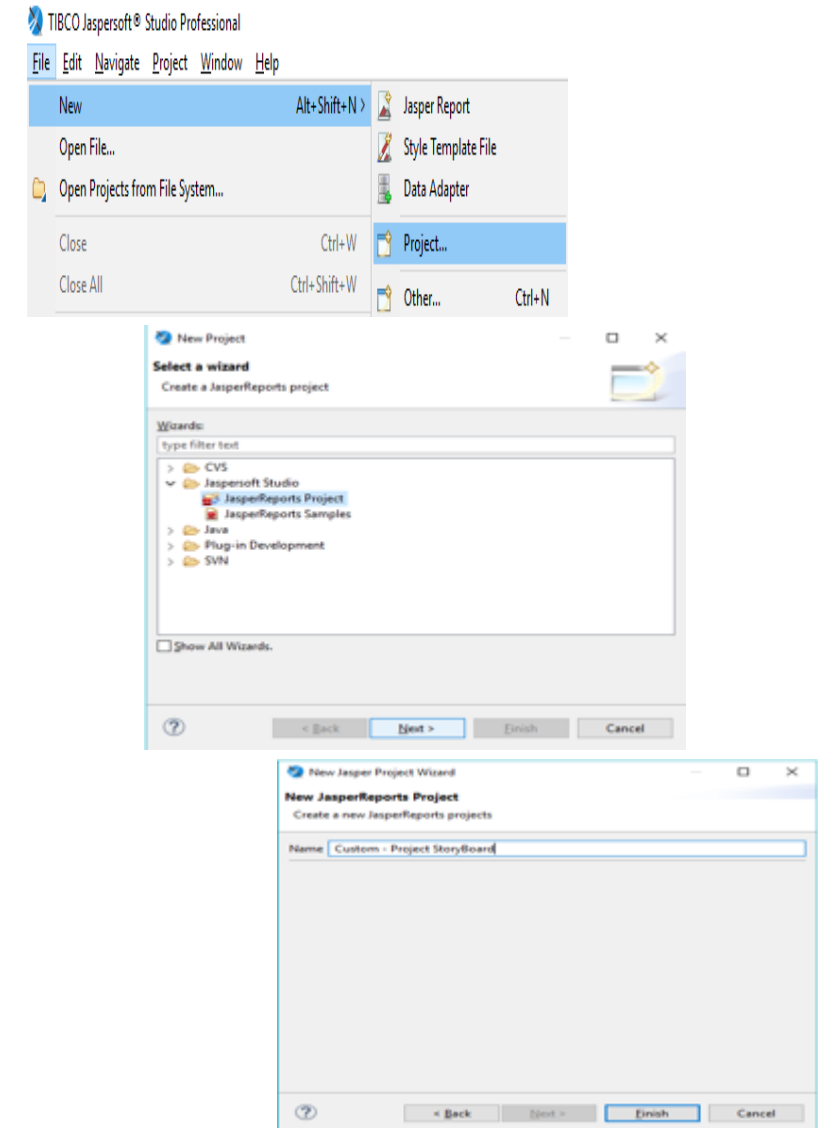 TIBCO Jaspersoft® Studio Professional
File Edit Navigate Project Window Help
New Alt+Shift+N > Jasper Report
Open File... Style Template File
Open Projects from File System... Data Adapter
Close Ctrl+W Project...
Close All Ctrl+Shift+W Other... Ctrl+N
New Project
Select a wizard
Create a JasperReports project
Wizards:
type filter text
CVS
Jaspersoft Studio
JasperReports Project
JasperReports Samples
Java
Plug-in Development
SVN
Show All Wizards.
? < Back Next > Finish Cancel
New Jasper Project Wizard
New JasperReports Project
Create a new JasperReports projects
Name Custom - Project StoryBoard
? < Back Next > Finish Cancel